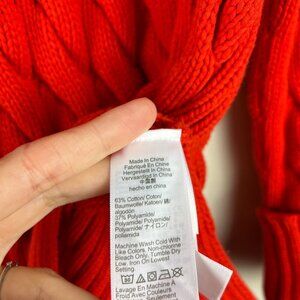 Made In China
Fabriqué En Chine
Hergestellt In China
Vervaardigd In China
中国製
hecho en china
63% Cotton/Coton/
Baumwolle/Katoen/ 綿/
algodón
37% Polyamide/Polyamide/
Polyamid/Polyamide/ ナイロン/
poliamida
Machine Wash Cold With
Like Colors, Non-chlorine
Bleach Only. Tumble Dry
Low. Iron On Lowest
Setting
Lavage En Machine À
Froid Avec Couleurs